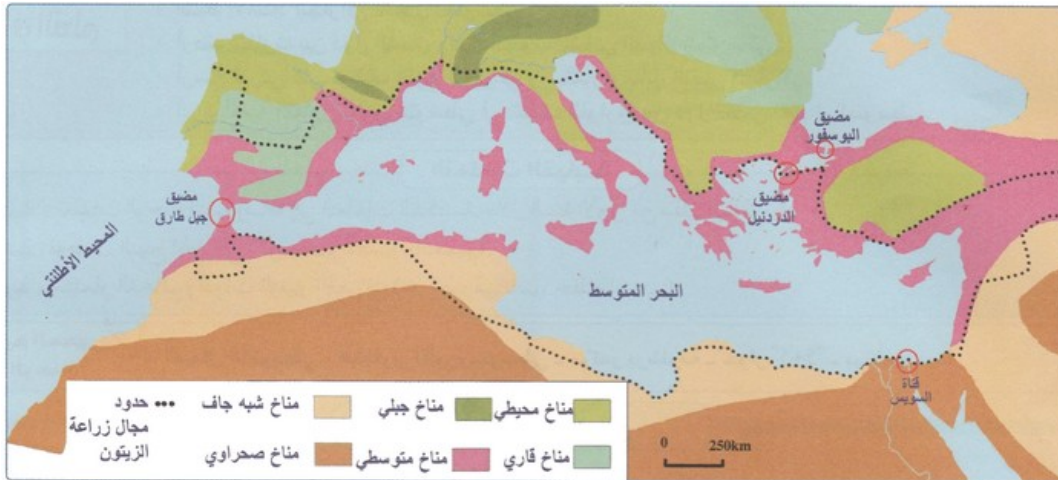 مضيق
البوسفور
مضيق
الدردنيل
مضيق
جبل طارق
المحيط الأطلنتي
البحر المتوسط
قناة
السويس
مناخ محيطي
مناخ جبلي
مناخ شبه جاف
حدود
مجال زراعة
الزيتون
مناخ قاري
مناخ متوسطي
مناخ صحراوي
0 250km